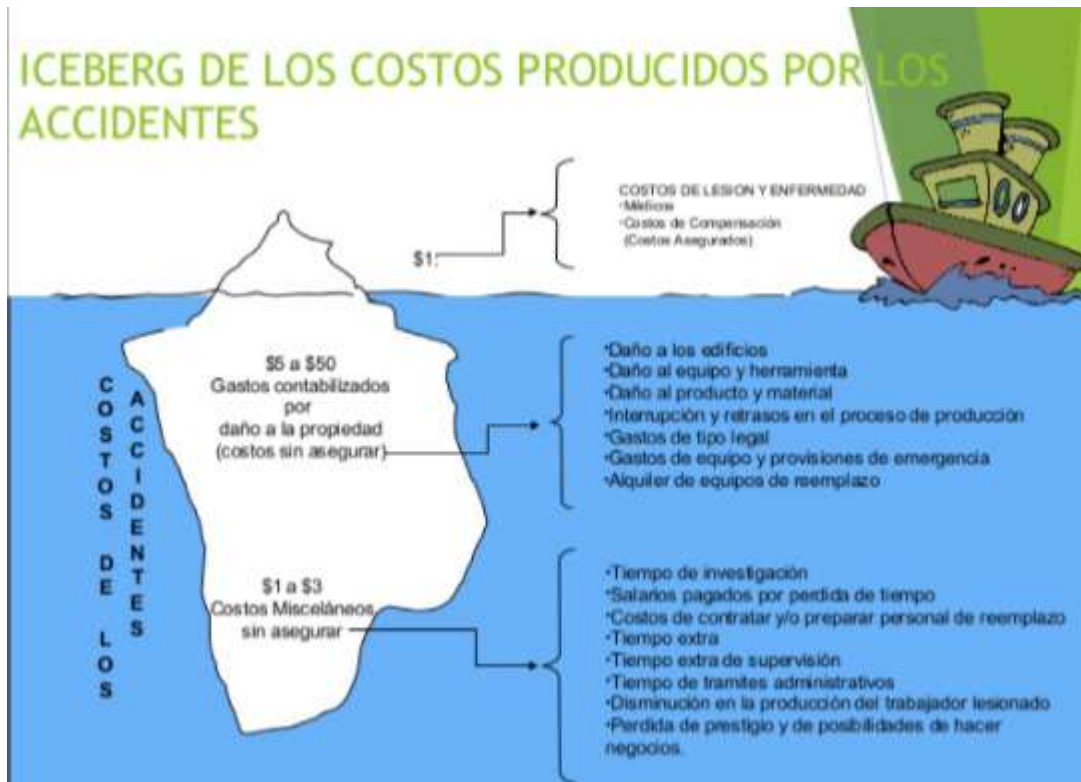 ICEBERG DE LOS COSTOS PRODUCIDOS POR LOS
ACCIDENTES
$1:
COSTOS DE LESION Y ENFERMEDAD
•Médicos
•Costos de Compensación
(Costos Asegurados)
COSTOS DE LOS
ACCIDENTES
$5 a $50
Gastos contabilizados
por
daño a la propiedad
(costos sin asegurar)
•Daño a los edificios
•Daño al equipo y herramienta
•Daño al producto y material
•Interrupción y retrasos en el proceso de producción
•Gastos de tipo legal
•Gastos de equipo y provisiones de emergencia
•Alquiler de equipos de reemplazo
$1 a $3
Costos Misceláneos
sin asegurar
•Tiempo de investigación
•Salarios pagados por perdida de tiempo
•Costos de contratar y/o preparar personal de reemplazo
•Tiempo extra
•Tiempo extra de supervisión
•Tiempo de tramites administrativos
•Disminución en la producción del trabajador lesionado
•Perdida de prestigio y de posibilidades de hacer
negocios.